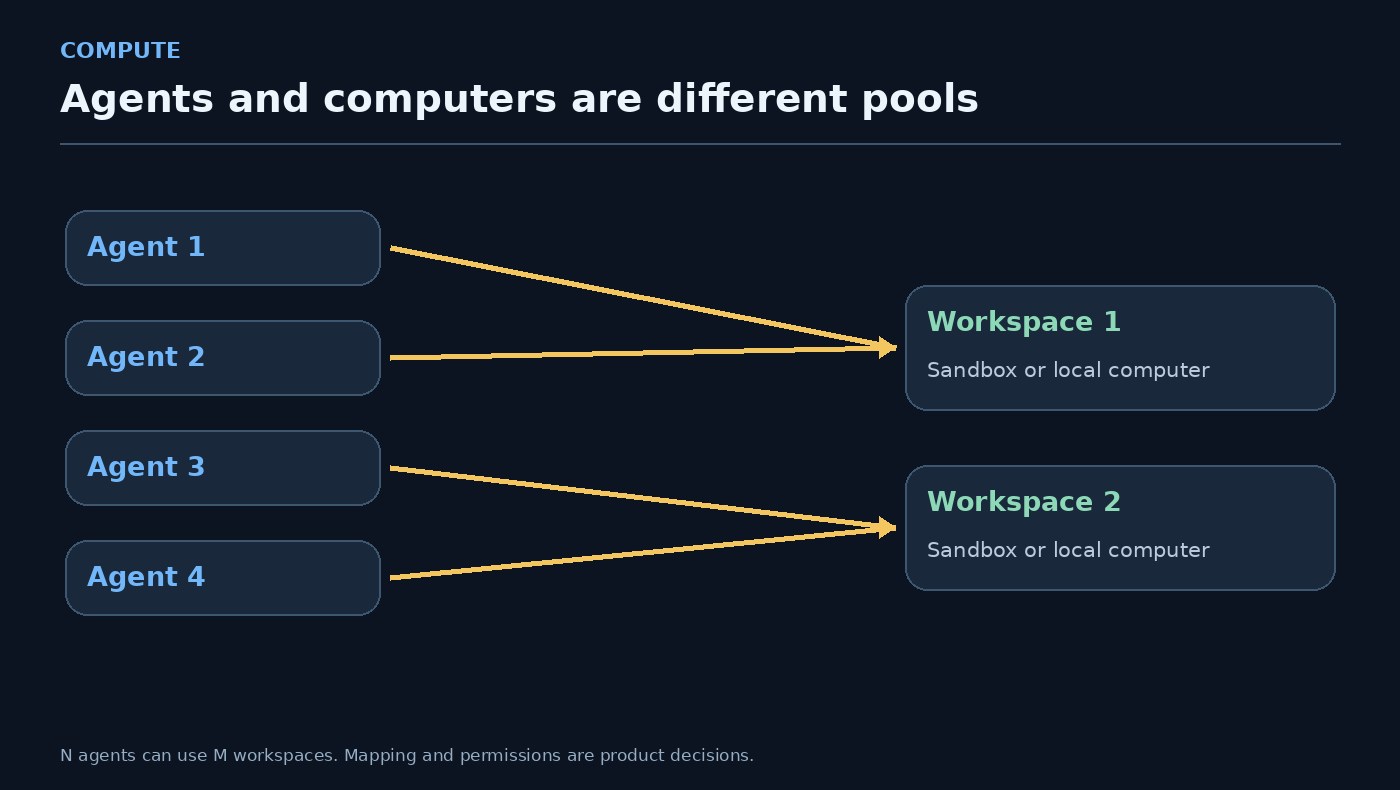 COMPUTE
Agents and computers are different pools
Agent 1
Agent 2
Agent 3
Agent 4
Workspace 1
Sandbox or local computer
Workspace 2
Sandbox or local computer
N agents can use M workspaces. Mapping and permissions are product decisions.